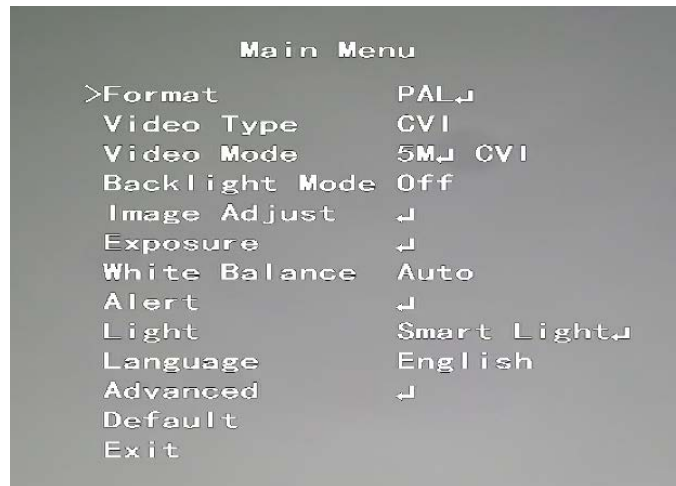 Main Menu
>Format PAL↵
Video Type CVI
Video Mode 5M↵ CVI
Backlight Mode Off
Image Adjust ↵
Exposure ↵
White Balance Auto
Alert ↵
Light Smart Light↵
Language English
Advanced ↵
Default
Exit